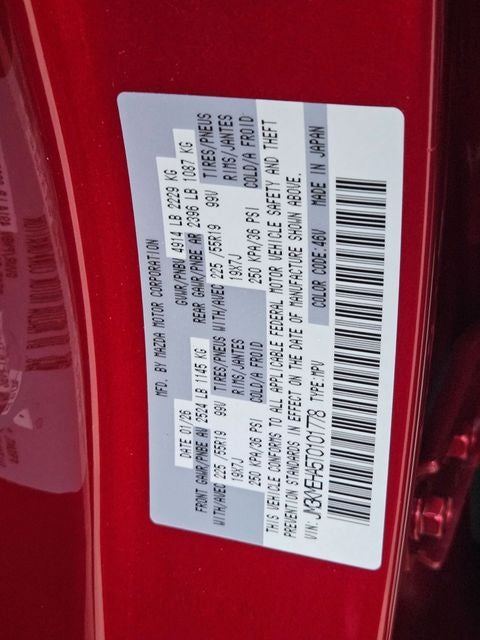 MFD. BY MAZDA MOTOR CORPORATION
DATE 01/26 GVWR/PNBV 4914 LB 2229 KG
FRONT GAWR/PNBE AV 2524 LB 1145 KG REAR GAWR/PNBE AR 2396 LB 1087 KG
WITH/AVEC 225 /55R19 99V TIRES/PNEUS WITH/AVEC 225 /55R19 99V TIRES/PNEUS
19X7J RIMS/JANTES 19X7J RIMS/JANTES
250 KPA/36 PSI COLD/A FROID 250 KPA/36 PSI COLD/A FROID
THIS VEHICLE CONFORMS TO ALL APPLICABLE FEDERAL MOTOR VEHICLE SAFETY AND THEFT
PREVENTION STANDARDS IN EFFECT ON THE DATE OF MANUFACTURE SHOWN ABOVE.
VIN: TYPE:MPV COLOR CODE:46V MADE IN JAPAN